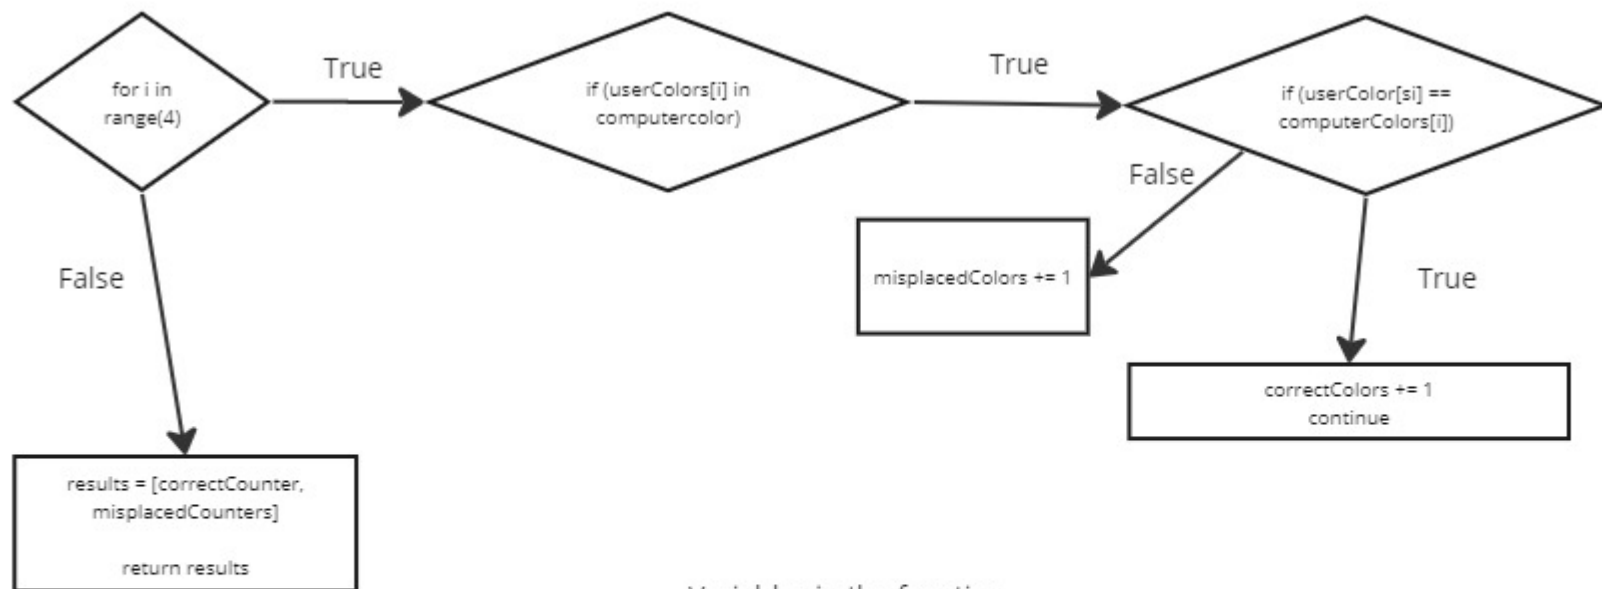 for i in
range(4)
True
if (userColors[i] in
computercolor)
True
if (userColor[si] ==
computerColors[i])
False
misplacedColors += 1
True
False
correctColors += 1
continue
results = [correctCounter,
misplacedCounters]
return results